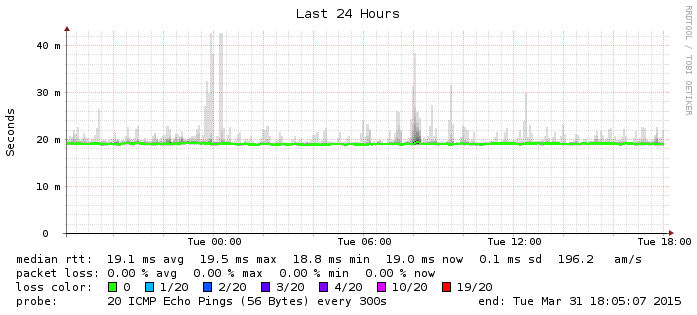 Last 24 Hours
RRDTOOL / TOBI OETIKER
Seconds
40 m
30 m
20 m
10 m
0
Tue 00:00 Tue 06:00 Tue 12:00 Tue 18:00
median rtt: 19.1 ms avg 19.5 ms max 18.8 ms min 19.0 ms now 0.1 ms sd 196.2 am/s
packet loss: 0.00 % avg 0.00 % max 0.00 % min 0.00 % now
loss color: 0 1/20 2/20 3/20 4/20 10/20 19/20
probe: 20 ICMP Echo Pings (56 Bytes) every 300s end: Tue Mar 31 18:05:07 2015